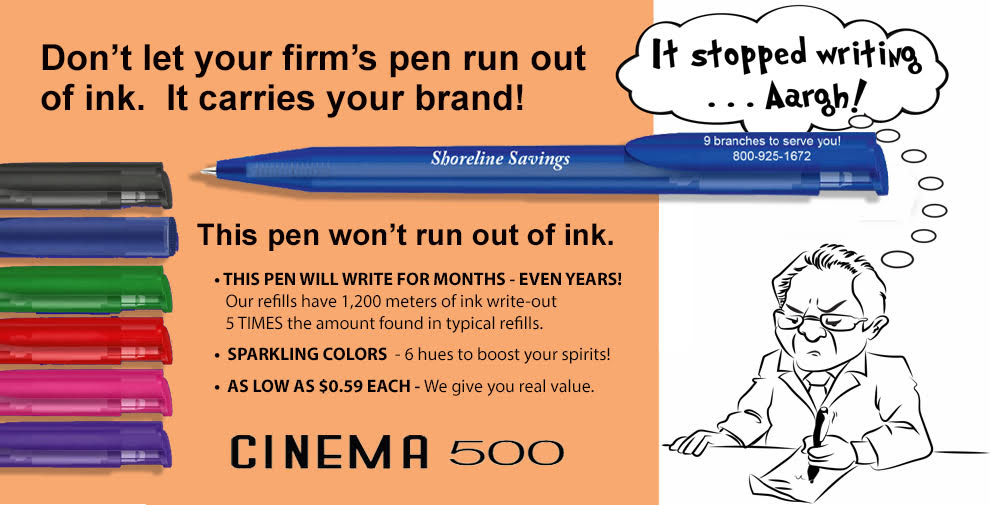 Don't let your firm's pen run out
of ink. It carries your brand!
It stopped writing
. . . Aargh!
Shoreline Savings
9 branches to serve you!
800-925-1672
This pen won't run out of ink.
• THIS PEN WILL WRITE FOR MONTHS - EVEN YEARS!
Our refills have 1,200 meters of ink write-out
5 TIMES the amount found in typical refills.
• SPARKLING COLORS - 6 hues to boost your spirits!
• AS LOW AS $0.59 EACH - We give you real value.
CINEMA 500